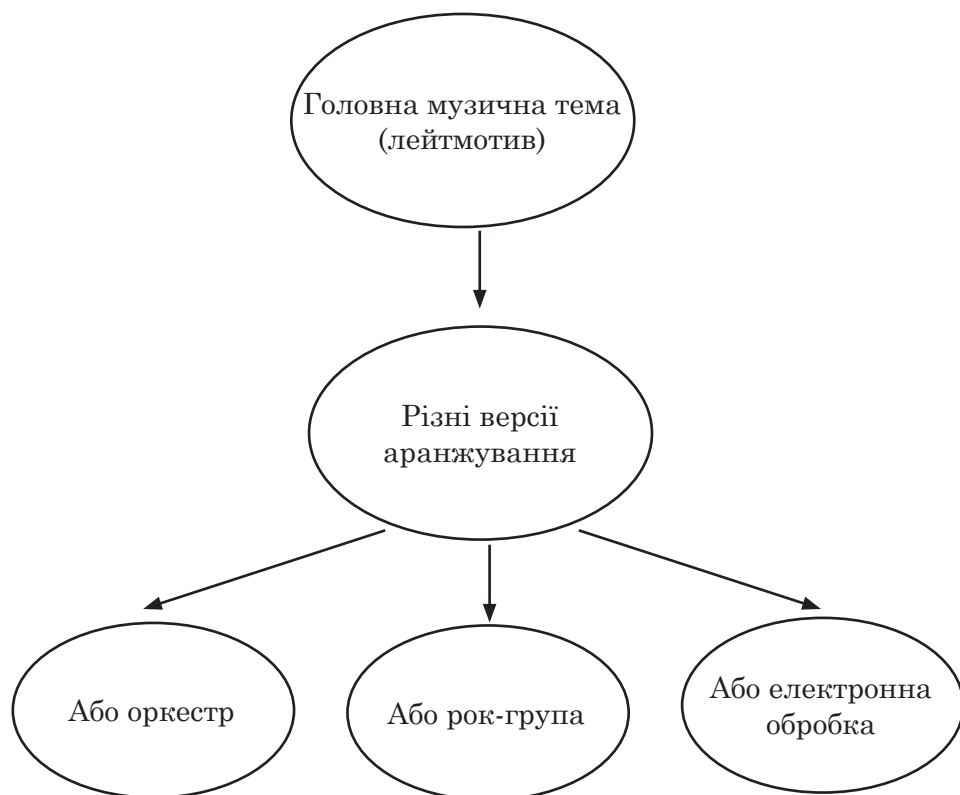 Головна музична тема
(лейтмотив)
Різні версії
аранжування
Або оркестр
Або рок-група
Або електронна
обробка